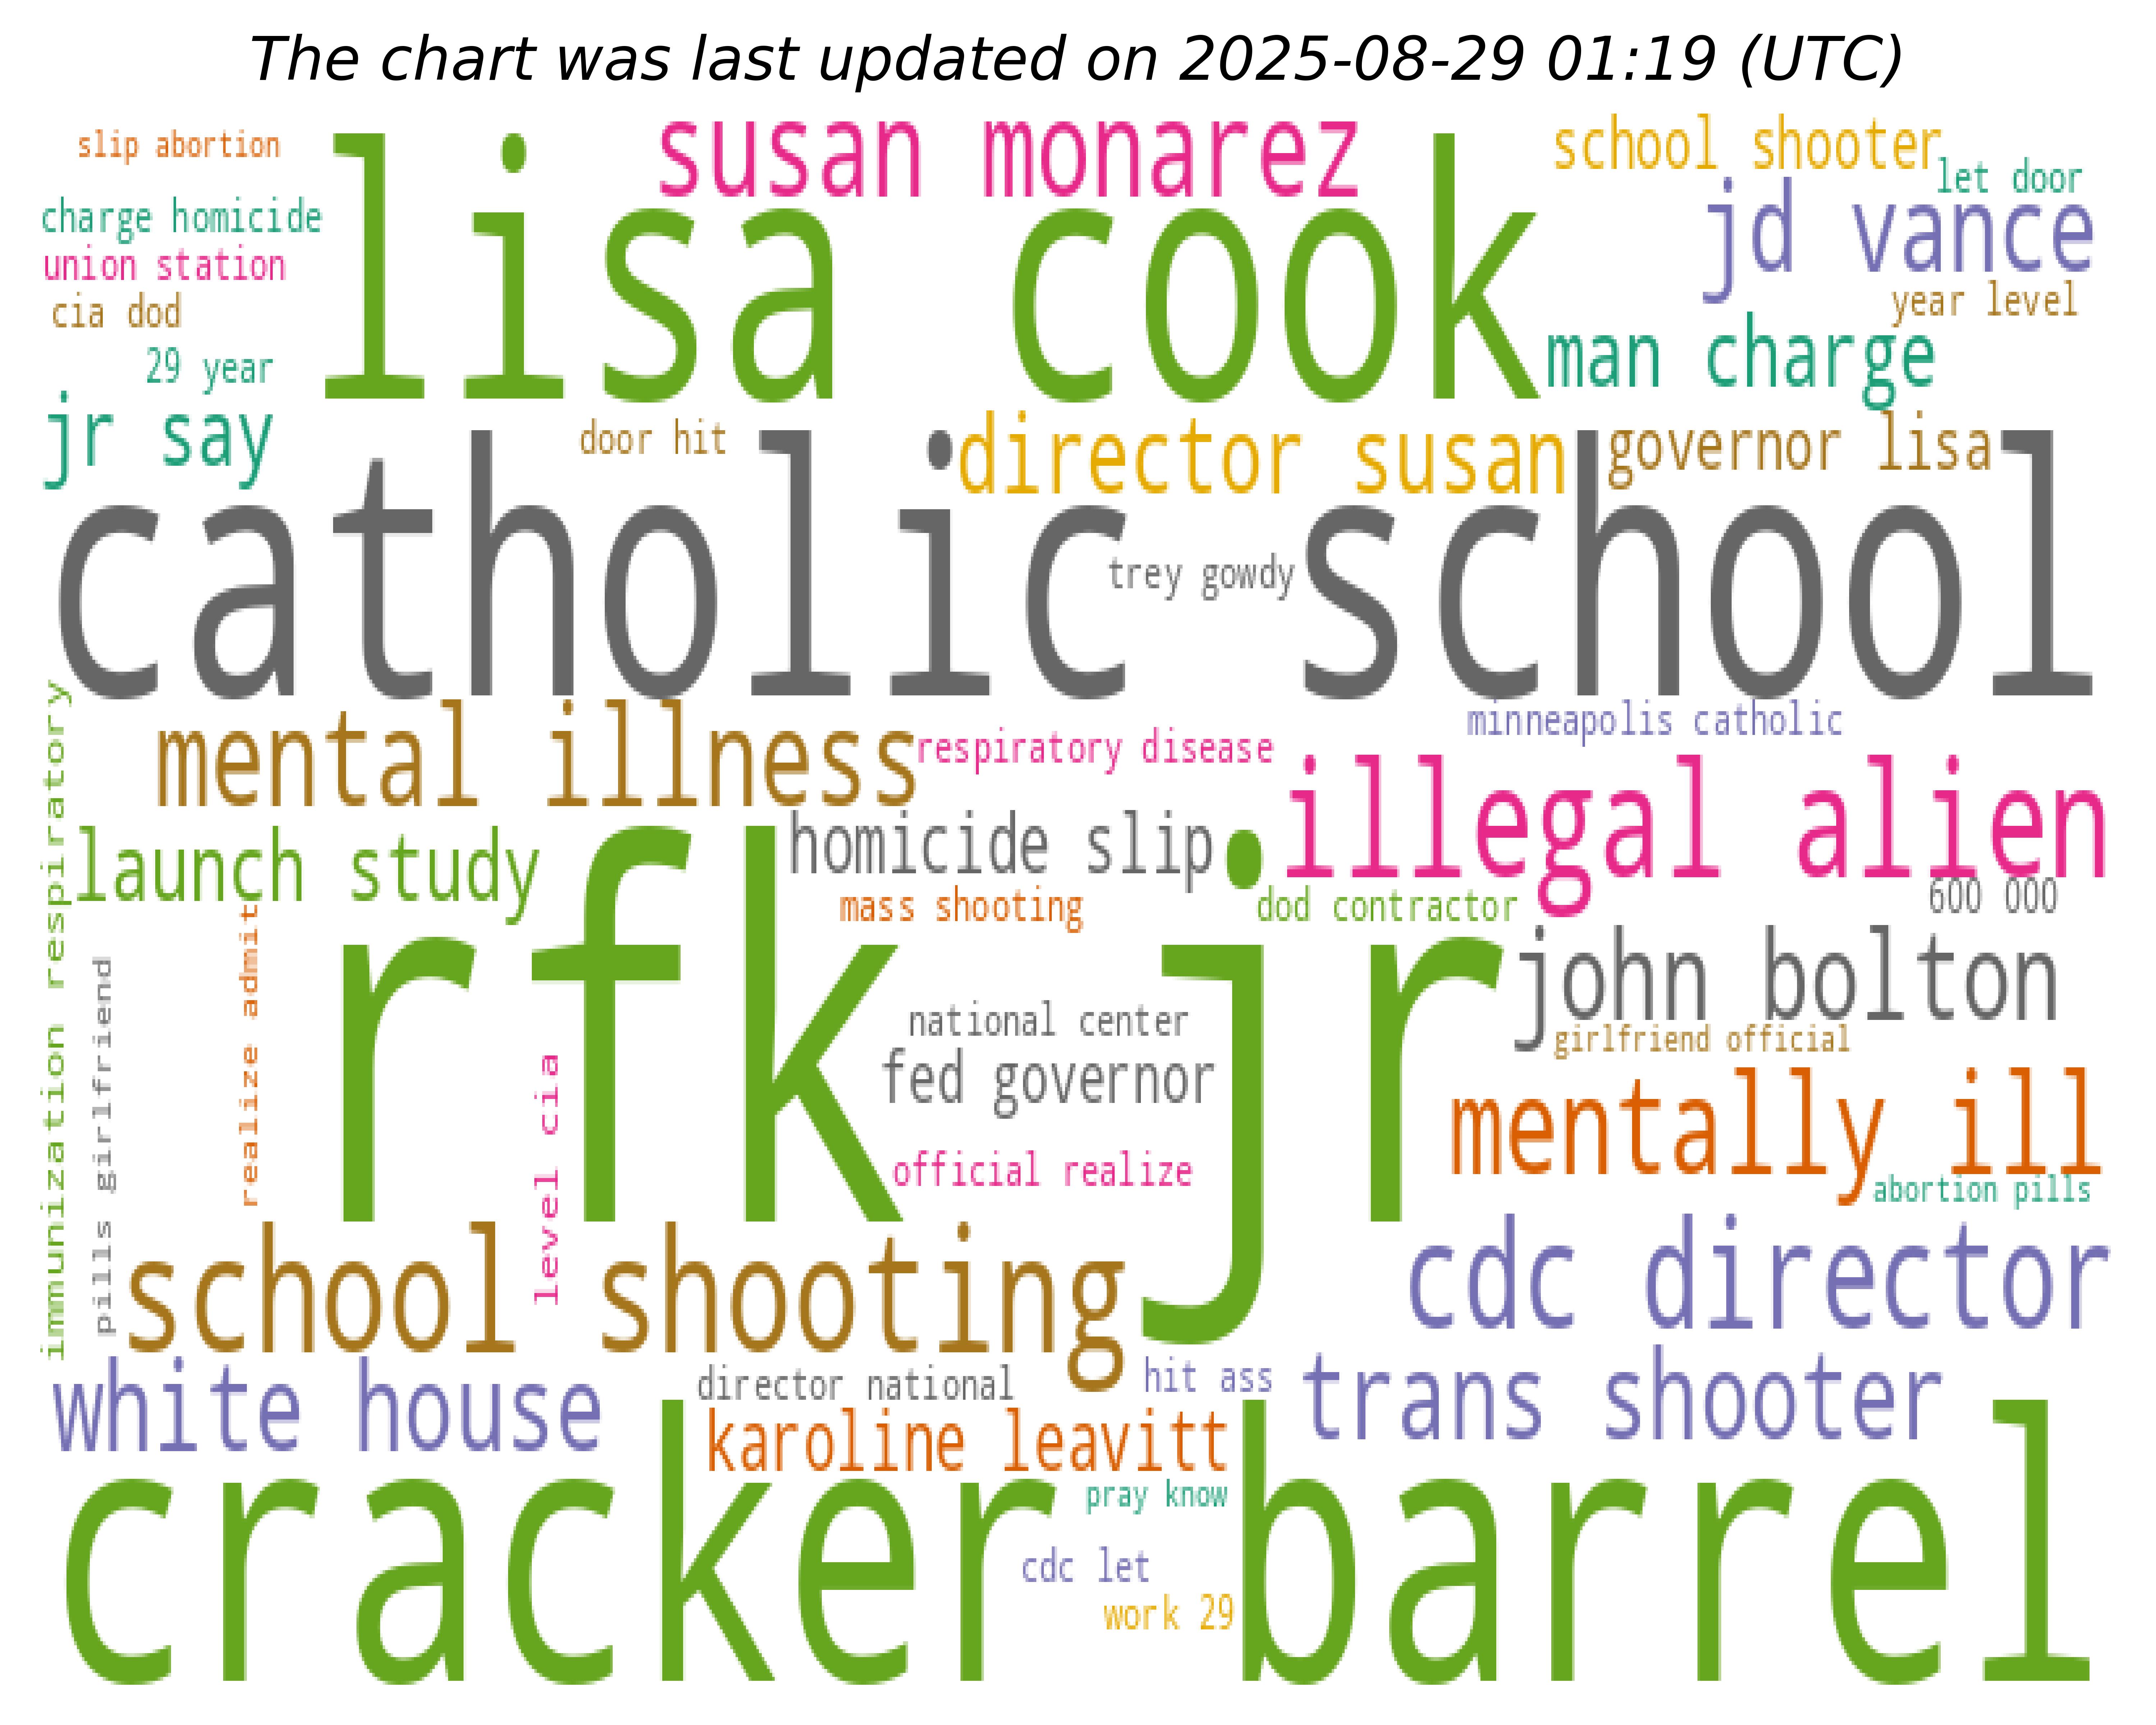 The chart was last updated on 2025-08-29 01:19 (UTC)
slip abortion
susan monarez
school shooter
let door
charge homicide
lisa cook
jd vance
union station
cia dod
year level
29 year
man charge
jr say
door hit
director susan
governor lisa
catholic school
trey gowdy
mental illness
respiratory disease
minneapolis catholic
illegal alien
launch study
homicide slip
mass shooting
dod contractor
600 000
rfk jr
john bolton
national center
girlfriend official
fed governor
mentally ill
official realize
abortion pills
immunization respiratory
pills girlfriend
realize admit
level cia
school shooting
cdc director
white house
director national
hit ass
trans shooter
karoline leavitt
cracker barrel
pray know
cdc let
work 29